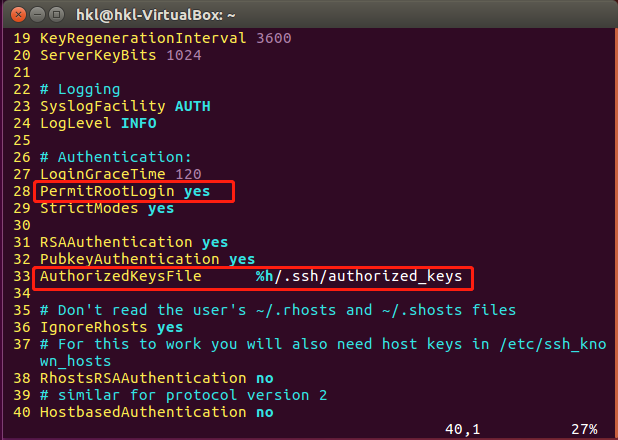 hkl@hkl-VirtualBox: ~
19 KeyRegenerationInterval 3600
20 ServerKeyBits 1024
21
22 # Logging
23 SyslogFacility AUTH
24 LogLevel INFO
25
26 # Authentication:
27 LoginGraceTime 120
28 PermitRootLogin yes
29 StrictModes yes
30
31 RSAAuthentication yes
32 PubkeyAuthentication yes
33 AuthorizedKeysFile      %h/.ssh/authorized_keys
34
35 # Don't read the user's ~/.rhosts and ~/.shosts files
36 IgnoreRhosts yes
37 # For this to work you will also need host keys in /etc/ssh_kno
wn_hosts
38 RhostsRSAAuthentication no
39 # similar for protocol version 2
40 HostbasedAuthentication no
40,1          27%